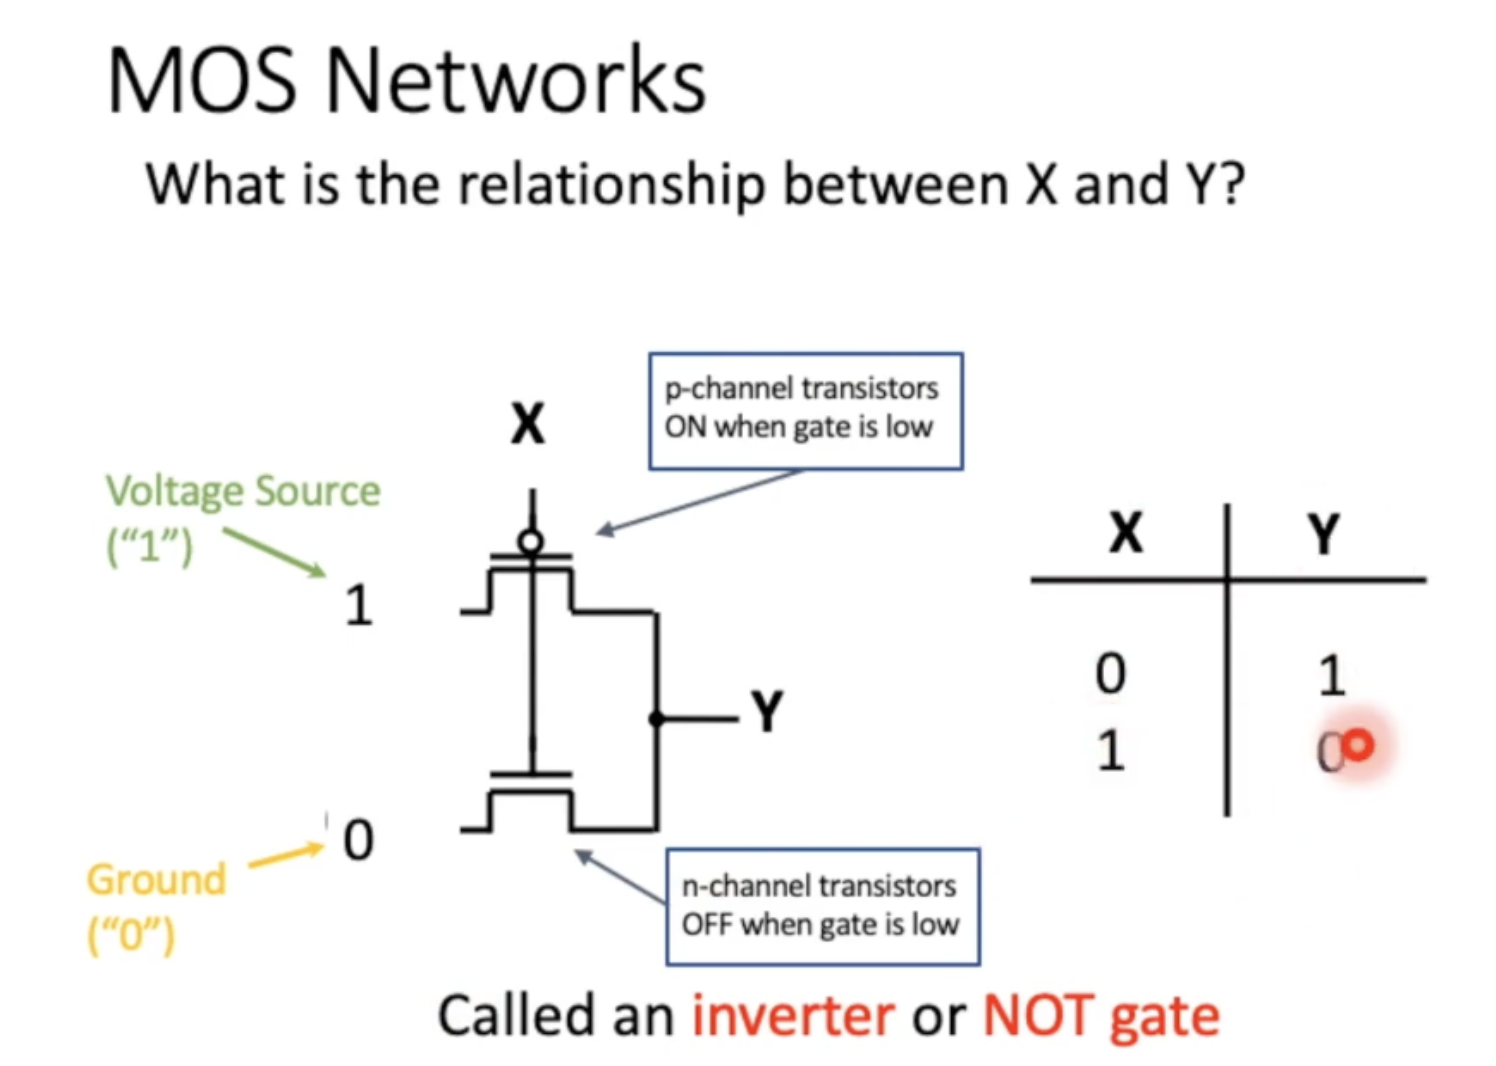 MOS Networks
What is the relationship between X and Y?
p-channel transistors
ON when gate is low
X
Voltage Source
(“1”)
1
Y
0
Ground
(“0”)
n-channel transistors
OFF when gate is low
X Y
0 1
1 0
Called an inverter or NOT gate